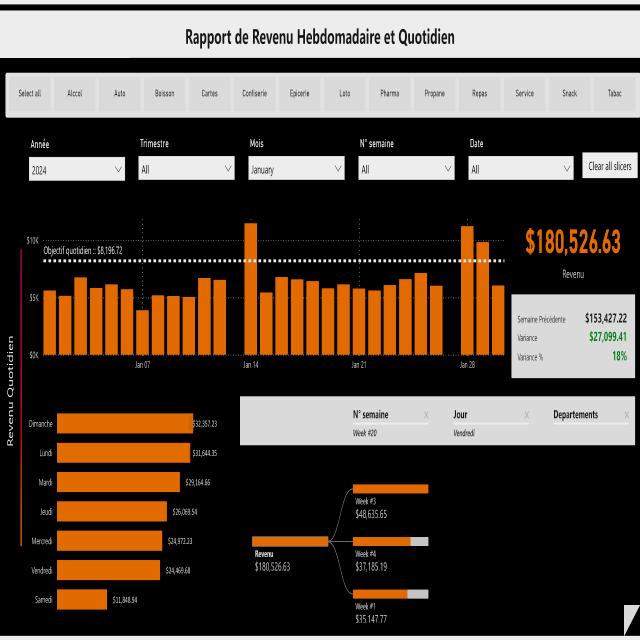 Rapport de Revenu Hebdomadaire et Quotidien
Select all Alccol Auto Boisson Cartes Confiserie Epicerie Loto Pharma Propane Repas Service Snack Tabac
Année Trimestre Mois N° semaine Date
2024 All January All All Clear all slicers
Objectif quotidien :: $8,196.72
$10K
$5K
$0K
Jan 07 Jan 14 Jan 21 Jan 28
Revenu Quotidien
$180,526.63
Revenu
Semaine Précédente $153,427.22
Variance $27,099.41
Variance % 18%
Dimanche $32,357.23
Lundi $31,644.35
Mardi $29,164.66
Jeudi $26,069.54
Mercredi $24,972.23
Vendredi $24,469.68
Samedi $11,848.94
N° semaine x Jour x Departements x
Week #20 Vendredi
Revenu
$180,526.63
Week #3
$48,635.65
Week #4
$37,185.19
Week #1
$35,147.77